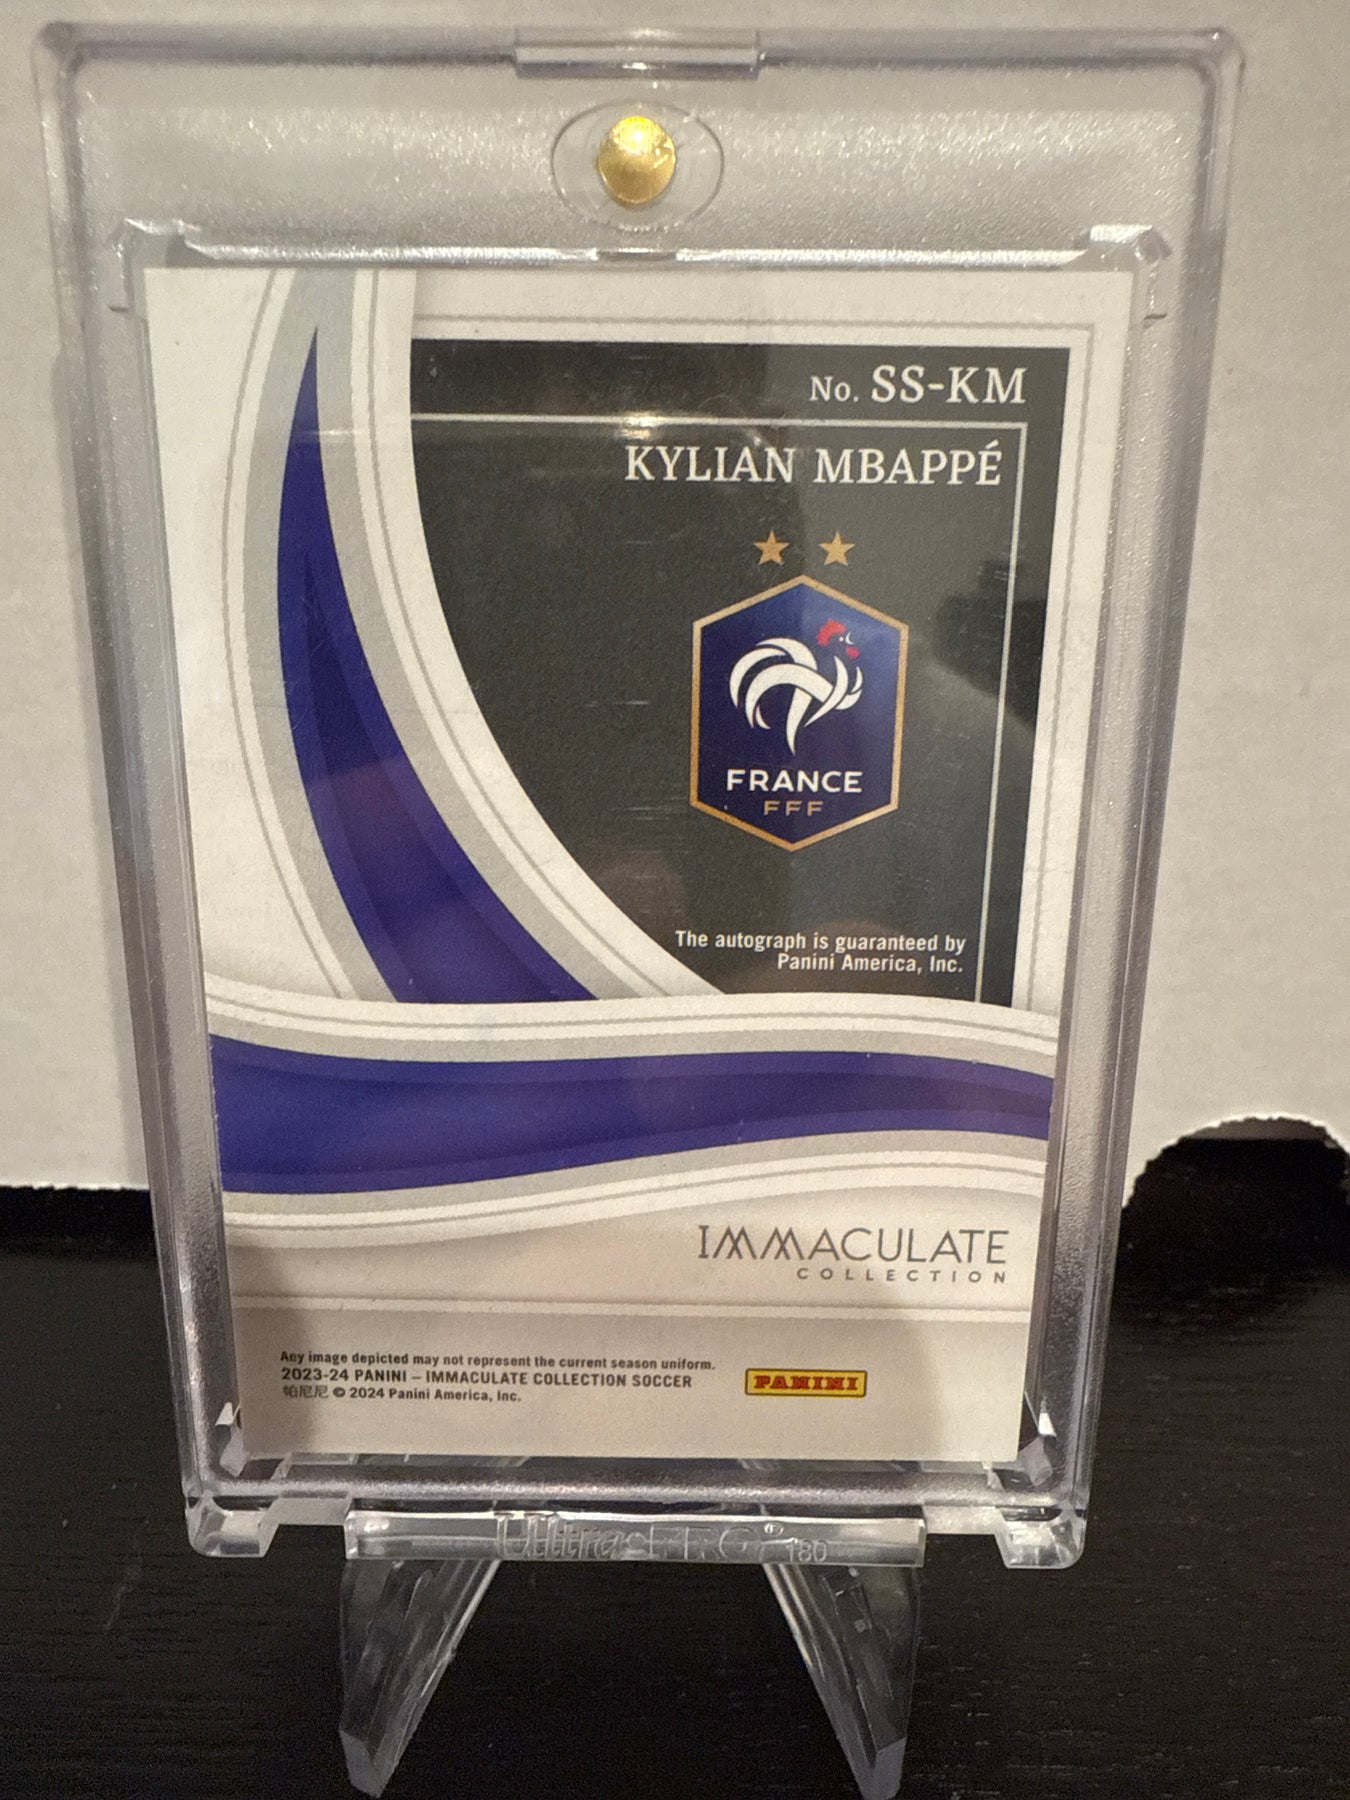 No. SS-KM
KYLIAN MBAPPÉ
FRANCE
FFF
The autograph is guaranteed by
Panini America, Inc.
IMMACULATE
COLLECTION
Any image depicted may not represent the current season uniform.
2023-24 PANINI – IMMACULATE COLLECTION SOCCER
帕尼尼 © 2024 Panini America, Inc.
PANINI
Ultra•PRO® 180